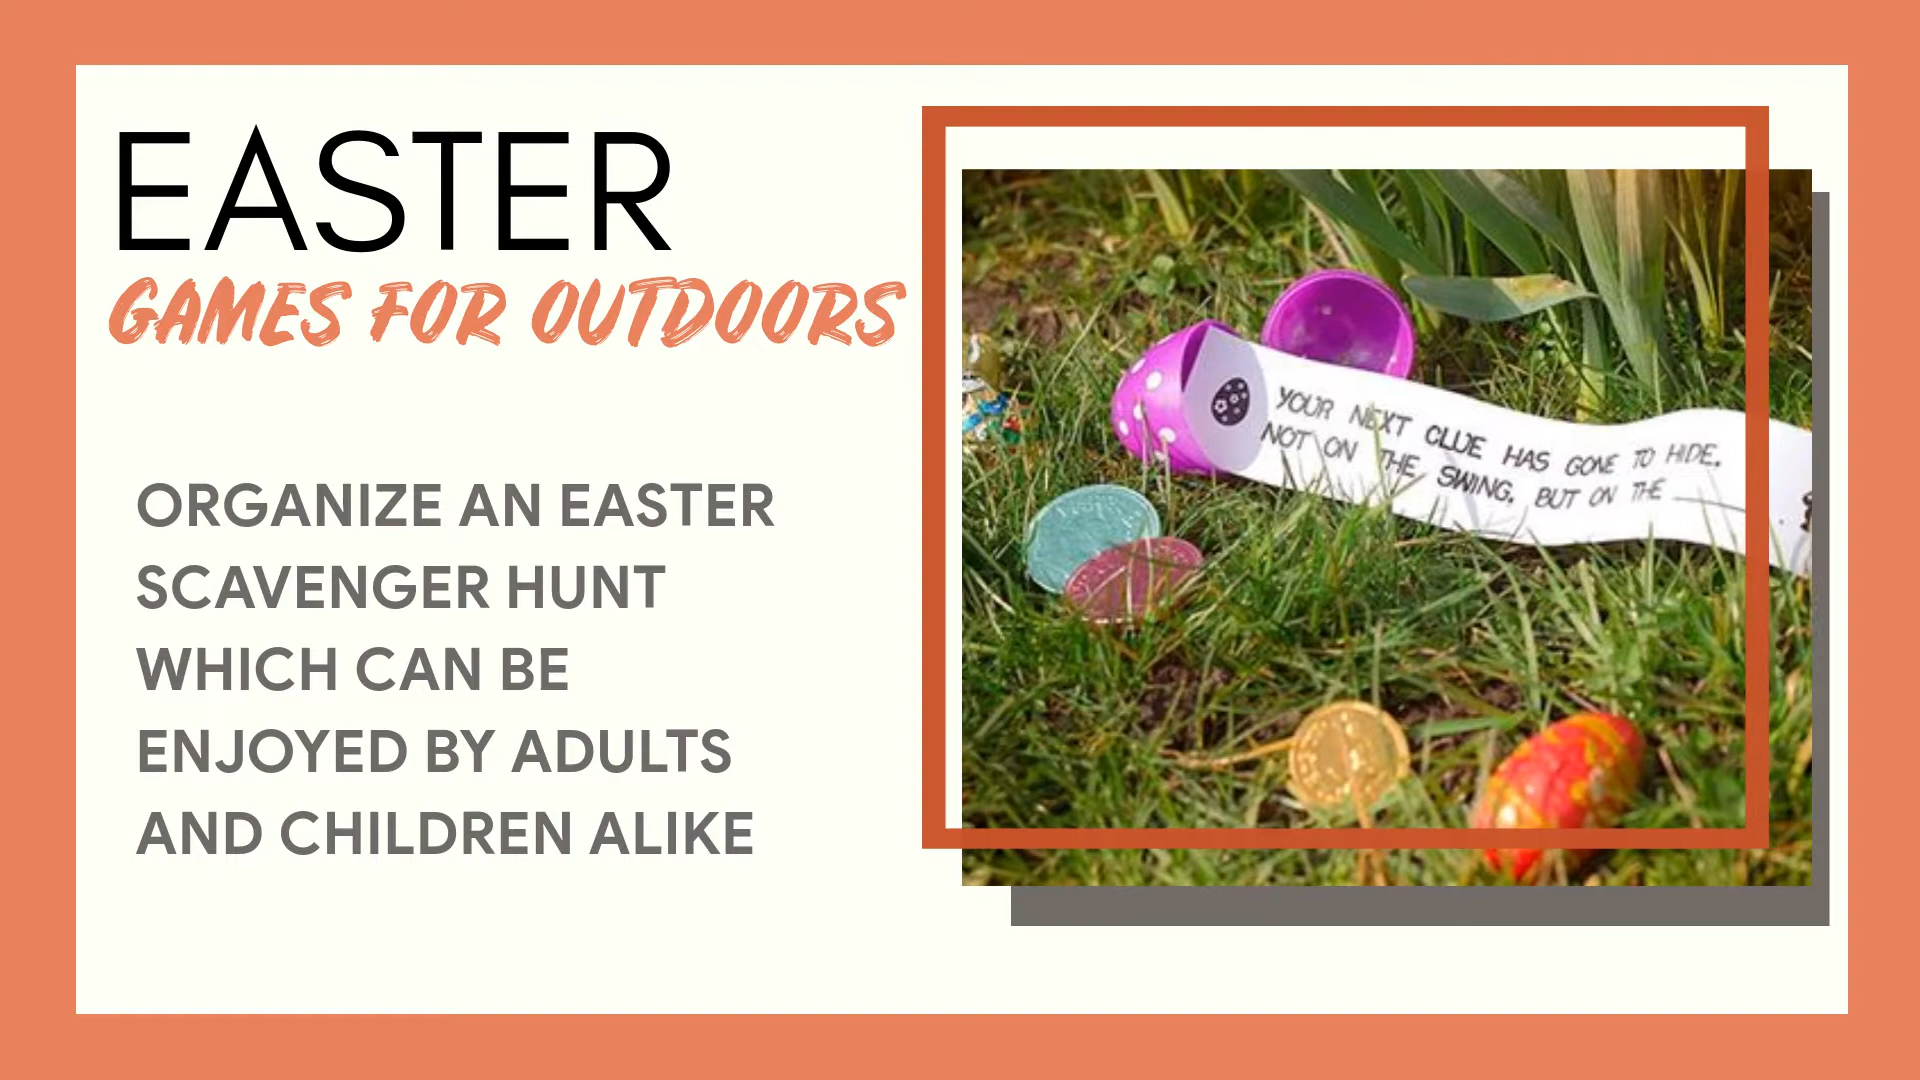 EASTER
GAMES FOR OUTDOORS
ORGANIZE AN EASTER
SCAVENGER HUNT
WHICH CAN BE
ENJOYED BY ADULTS
AND CHILDREN ALIKE
YOUR NEXT CLUE HAS GONE TO HIDE,
NOT ON THE SWING, BUT ON THE ______